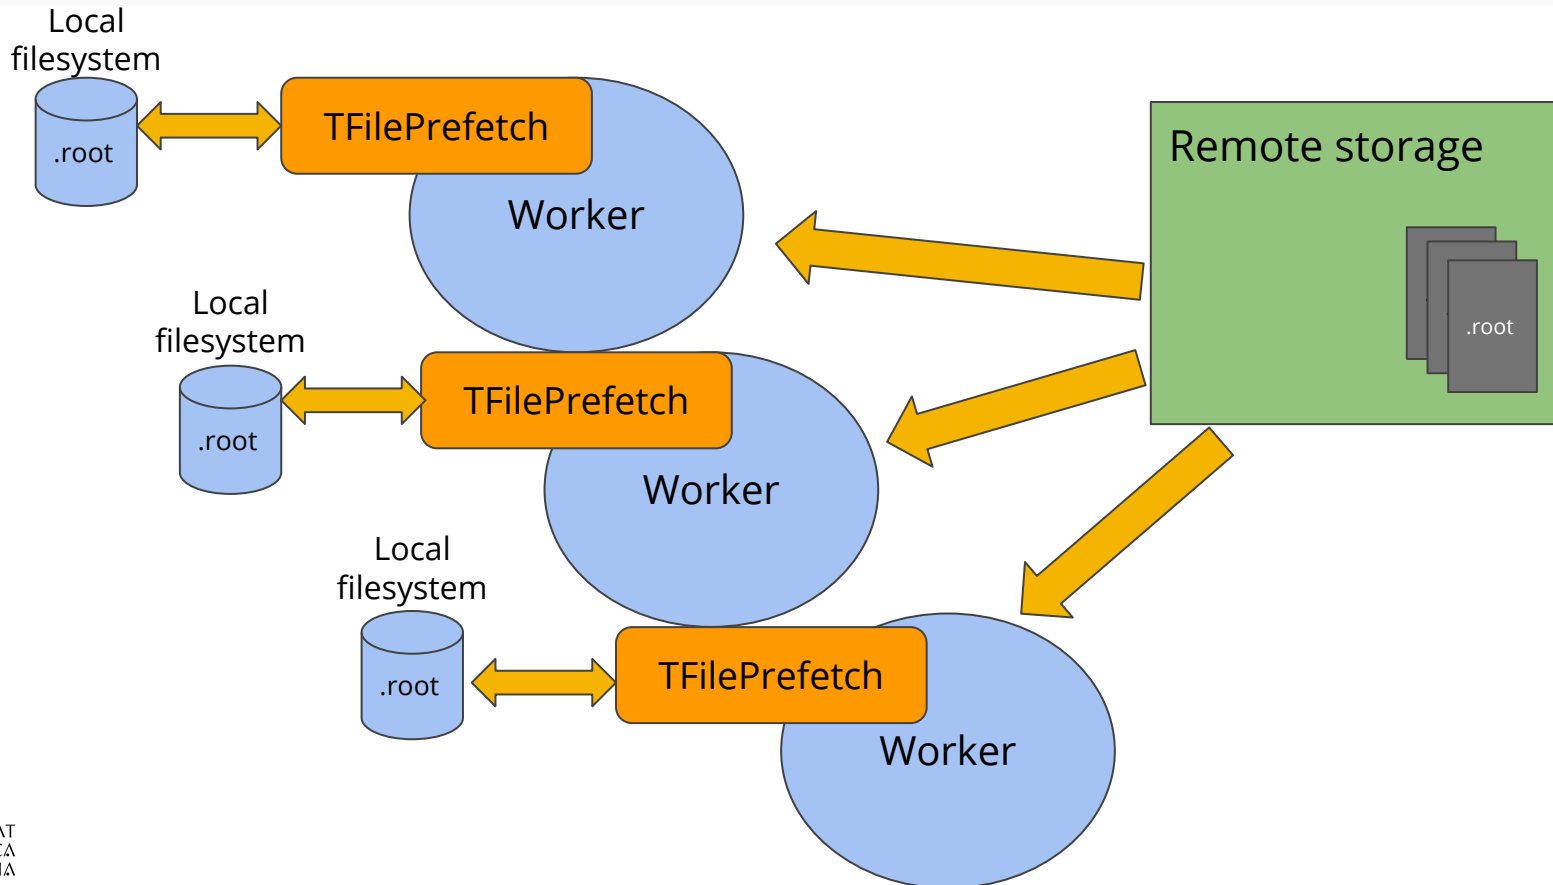 Local
filesystem
.root
TFilePrefetch
Worker
Remote storage
.root
Local
filesystem
.root
TFilePrefetch
Worker
Local
filesystem
.root
TFilePrefetch
Worker